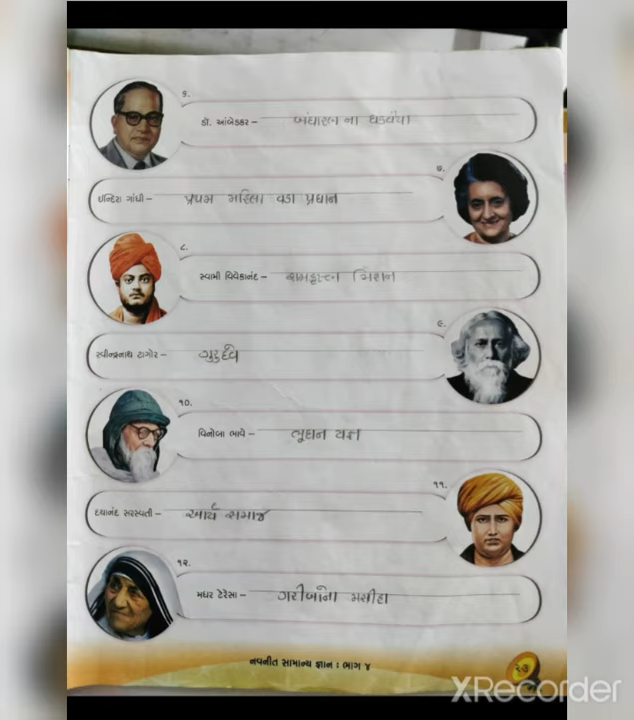 ૬.
ડૉ. આંબેડકર – બંધારણ ના ઘડવૈયા
૭.
ઇન્દિરા ગાંધી – પ્રથમ મહિલા વડા પ્રધાન
૮.
સ્વામી વિવેકાનંદ – રામકૃષ્ણ મિશન
૯.
રવીન્દ્રનાથ ટાગોર – ગુરુદેવ
૧૦.
વિનોબા ભાવે – ભૂદાન યજ્ઞ
૧૧.
દયાનંદ સરસ્વતી – આર્ય સમાજ
૧૨.
મધર ટેરેસા – ગરીબોના મસીહા
નવનીત સામાન્ય જ્ઞાન : ભાગ ૪
૨૭
XRecorder